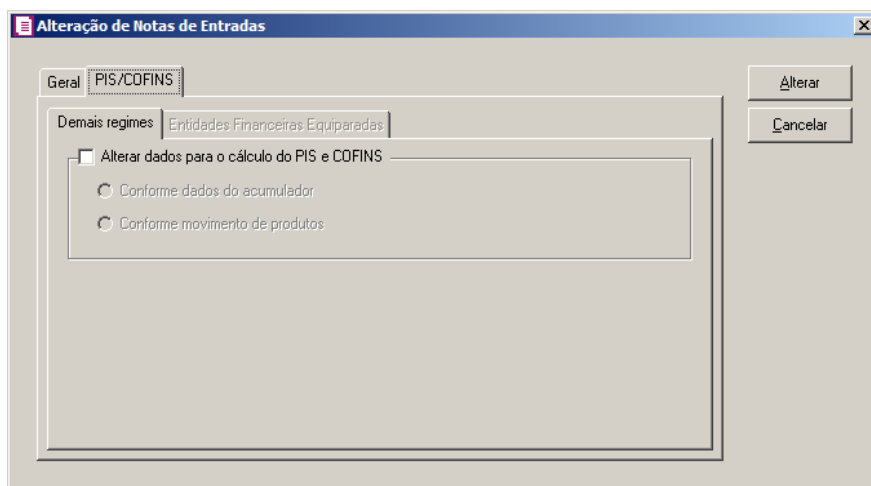 Alteração de Notas de Entradas
Geral PIS/COFINS
Alterar
Demais regimes Entidades Financeiras Equiparadas
Cancelar
Alterar dados para o cálculo do PIS e COFINS
Conforme dados do acumulador
Conforme movimento de produtos